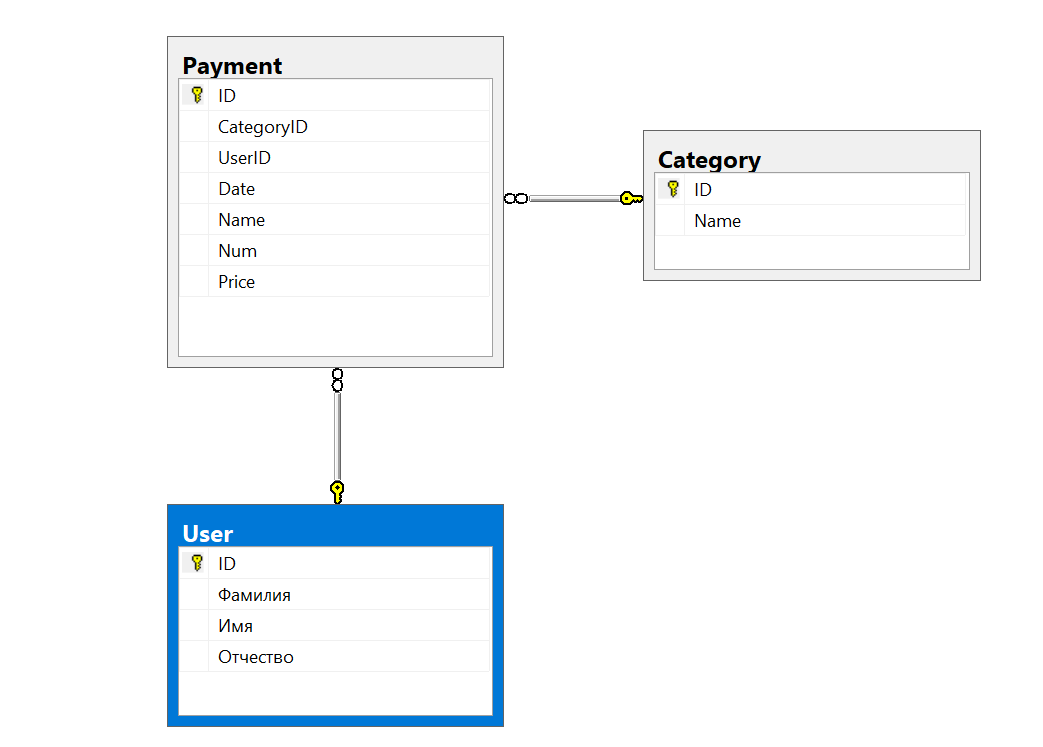 Payment
ID
CategoryID
UserID
Date
Name
Num
Price
Category
ID
Name
User
ID
Фамилия
Имя
Отчество